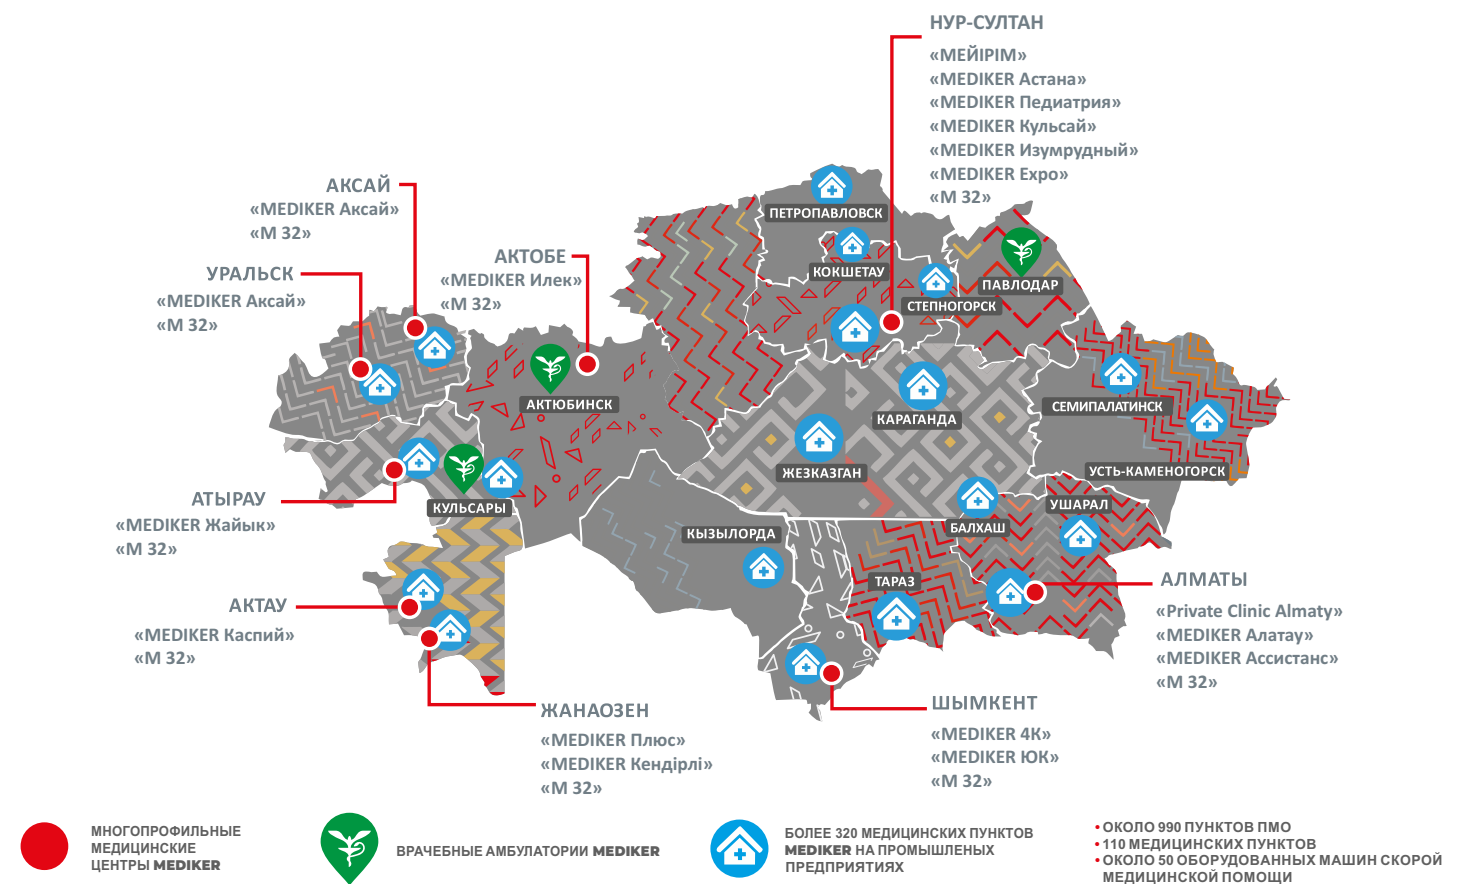 НУР-СУЛТАН
«МЕЙІРІМ»
«MEDIKER Астана»
«MEDIKER Педиатрия»
«MEDIKER Кульсай»
«MEDIKER Изумрудный»
«MEDIKER Expo»
«М 32»
АКСАЙ
«MEDIKER Аксай»
«М 32»
УРАЛЬСК
«MEDIKER Аксай»
«М 32»
АКТОБЕ
«MEDIKER Илек»
«М 32»
ПЕТРОПАВЛОВСК
КОКШЕТАУ
СТЕПНОГОРСК
ПАВЛОДАР
АКТЮБИНСК
КАРАГАНДА
СЕМИПАЛАТИНСК
ЖЕЗКАЗГАН
УСТЬ-КАМЕНОГОРСК
КУЛЬСАРЫ
УШАРАЛ
БАЛХАШ
КЫЗЫЛОРДА
ТАРАЗ
АТЫРАУ
«MEDIKER Жайык»
«М 32»
АКТАУ
«MEDIKER Каспий»
«М 32»
АЛМАТЫ
«Private Clinic Almaty»
«MEDIKER Алатау»
«MEDIKER Ассистанс»
«М 32»
ЖАНАОЗЕН
«MEDIKER Плюс»
«MEDIKER Кендірлі»
«М 32»
ШЫМКЕНТ
«MEDIKER 4К»
«MEDIKER ЮК»
«М 32»
МНОГОПРОФИЛЬНЫЕ
МЕДИЦИНСКИЕ
ЦЕНТРЫ MEDIKER
ВРАЧЕБНЫЕ АМБУЛАТОРИИ MEDIKER
БОЛЕЕ 320 МЕДИЦИНСКИХ ПУНКТОВ
MEDIKER НА ПРОМЫШЛЕНЫХ
ПРЕДПРИЯТИЯХ
• ОКОЛО 990 ПУНКТОВ ПМО
• 110 МЕДИЦИНСКИХ ПУНКТОВ
• ОКОЛО 50 ОБОРУДОВАННЫХ МАШИН СКОРОЙ
МЕДИЦИНСКОЙ ПОМОЩИ